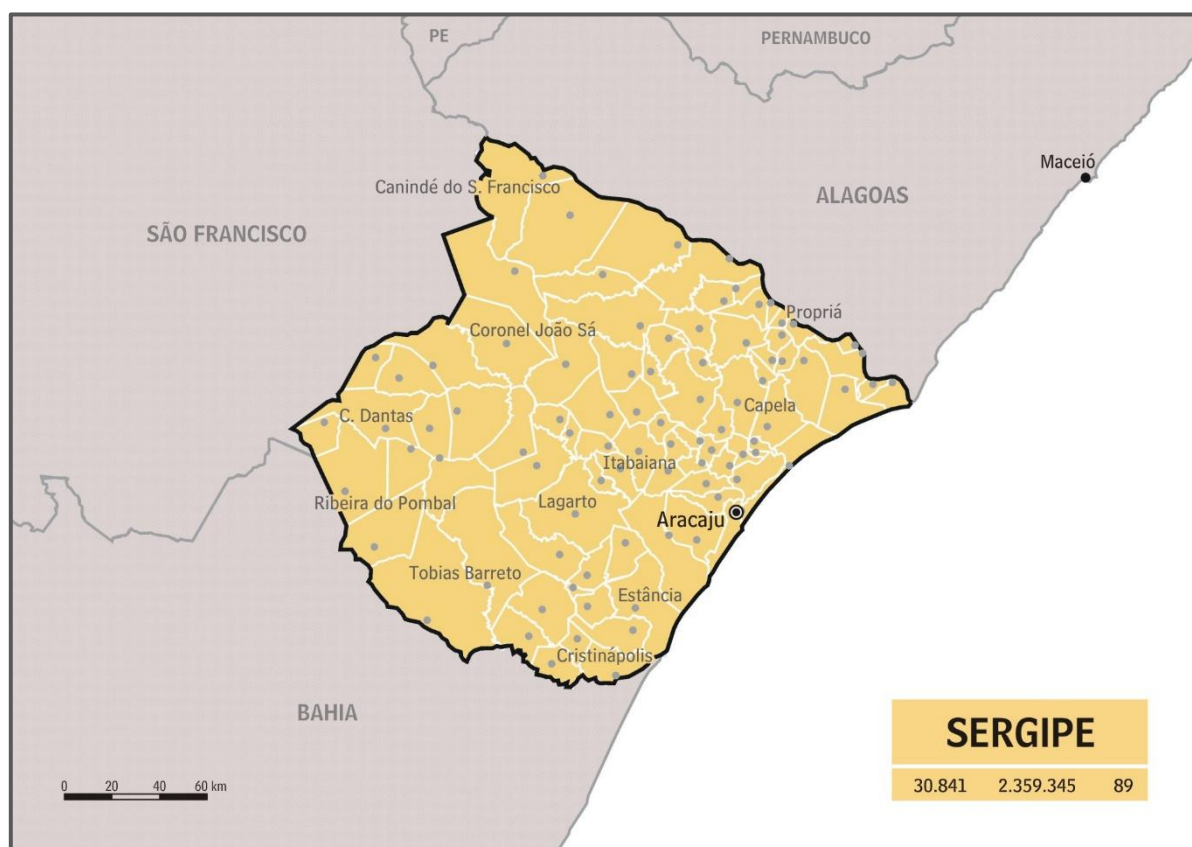 PE
PERNAMBUCO
Maceió
Canindé do S. Francisco
ALAGOAS
SÃO FRANCISCO
Propriá
Coronel João Sá
Capela
C. Dantas
Itabaiana
Ribeira do Pombal
Lagarto
Aracaju
Tobias Barreto
Estância
Cristinápolis
BAHIA
SERGIPE
0 20 40 60 km
30.841 2.359.345 89